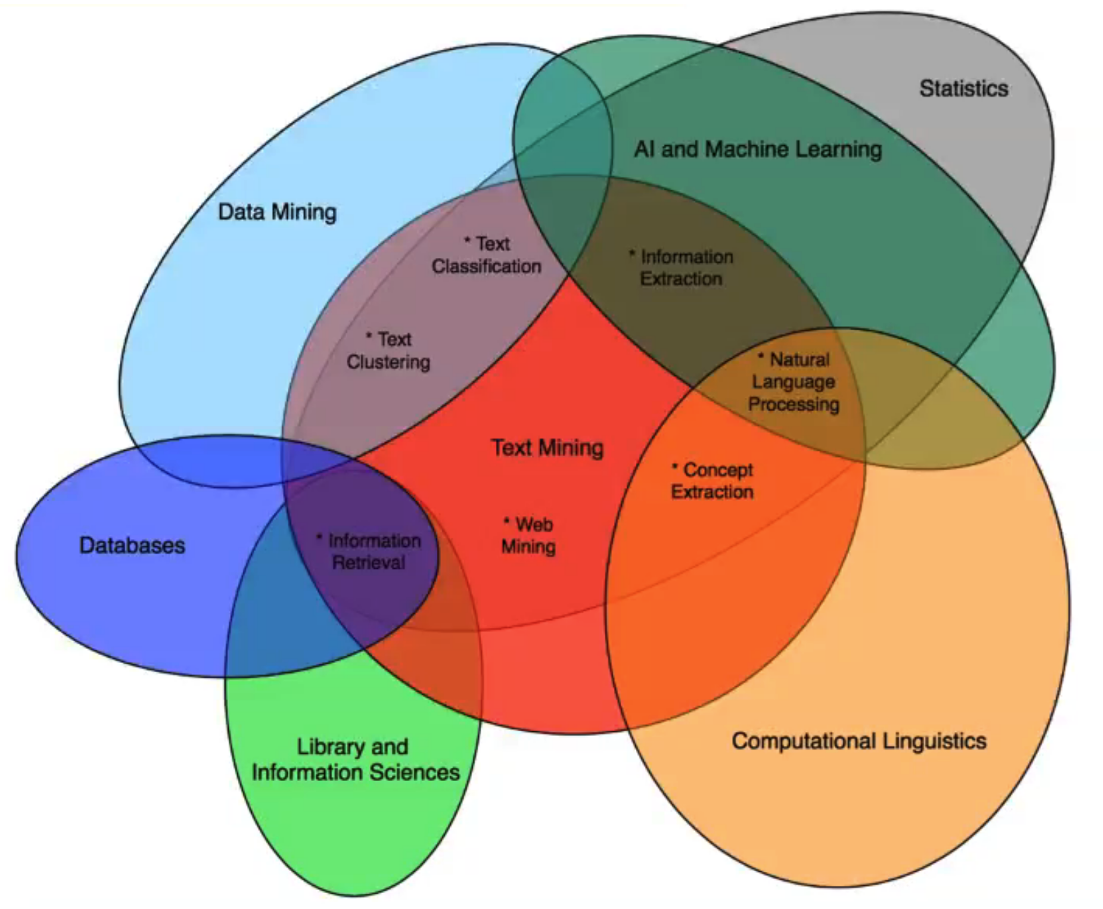 Statistics
AI and Machine Learning
Data Mining
* Text
Classification
* Information
Extraction
* Text
Clustering
* Natural
Language
Processing
Text Mining
* Concept
Extraction
* Web
Mining
Databases
* Information
Retrieval
Library and
Information Sciences
Computational Linguistics